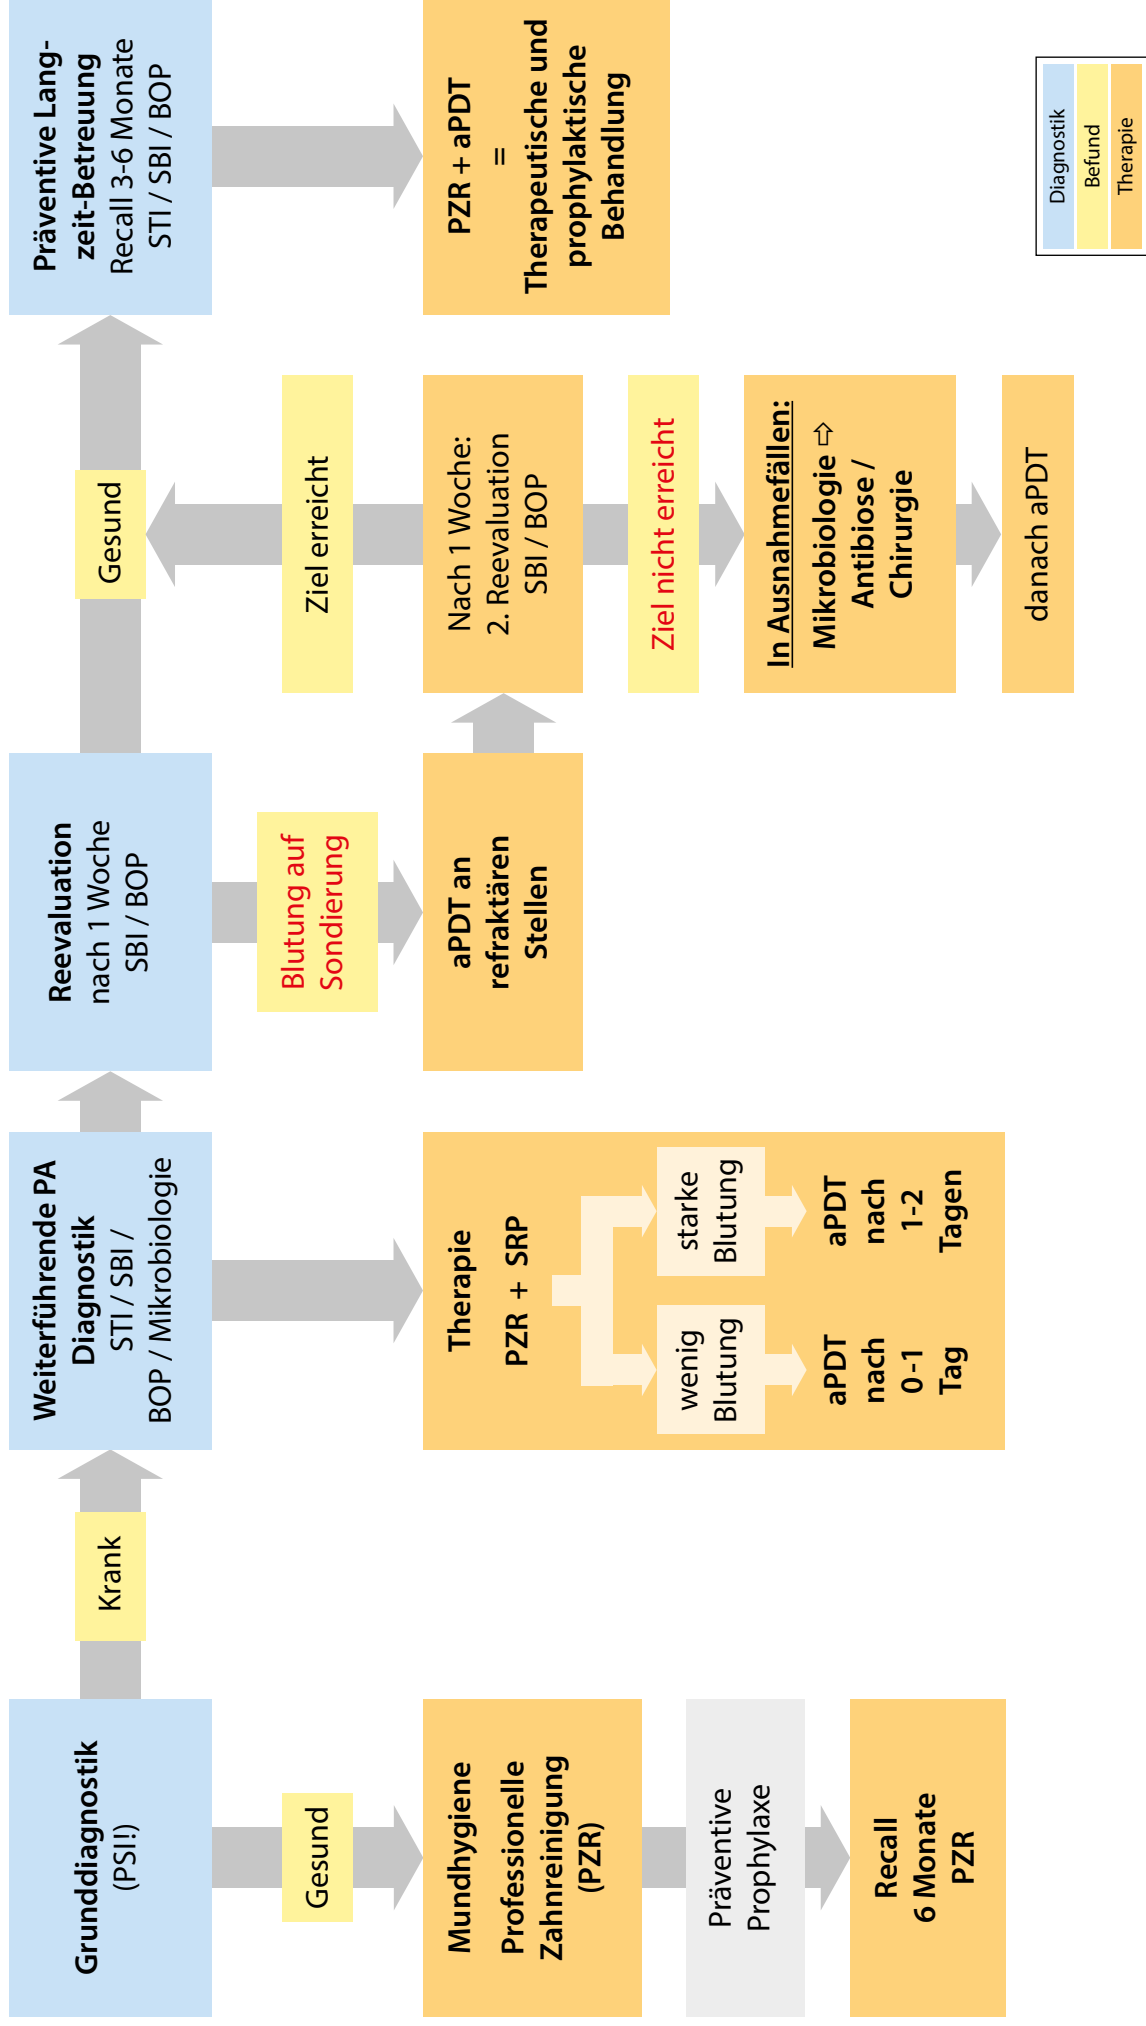 Grunddiagnostik
(PSI!)
Krank
Gesund
Mundhygiene
Professionelle
Zahnreinigung
(PZR)
Präventive
Prophylaxe
Recall
6 Monate
PZR
Weiterführende PA
Diagnostik
STI / SBI /
BOP / Mikrobiologie
Therapie
PZR + SRP
wenig
Blutung
aPDT
nach
0-1
Tag
starke
Blutung
aPDT
nach
1-2
Tagen
Reevaluation
nach 1 Woche
SBI / BOP
Blutung auf
Sondierung
aPDT an
refraktären
Stellen
Gesund
Ziel erreicht
Nach 1 Woche:
2. Reevaluation
SBI / BOP
Ziel nicht erreicht
In Ausnahmefällen:
Mikrobiologie ⇨
Antibiose /
Chirurgie
danach aPDT
Präventive Lang-
zeit-Betreuung
Recall 3-6 Monate
STI / SBI / BOP
PZR + aPDT
=
Therapeutische und
prophylaktische
Behandlung
Diagnostik
Befund
Therapie